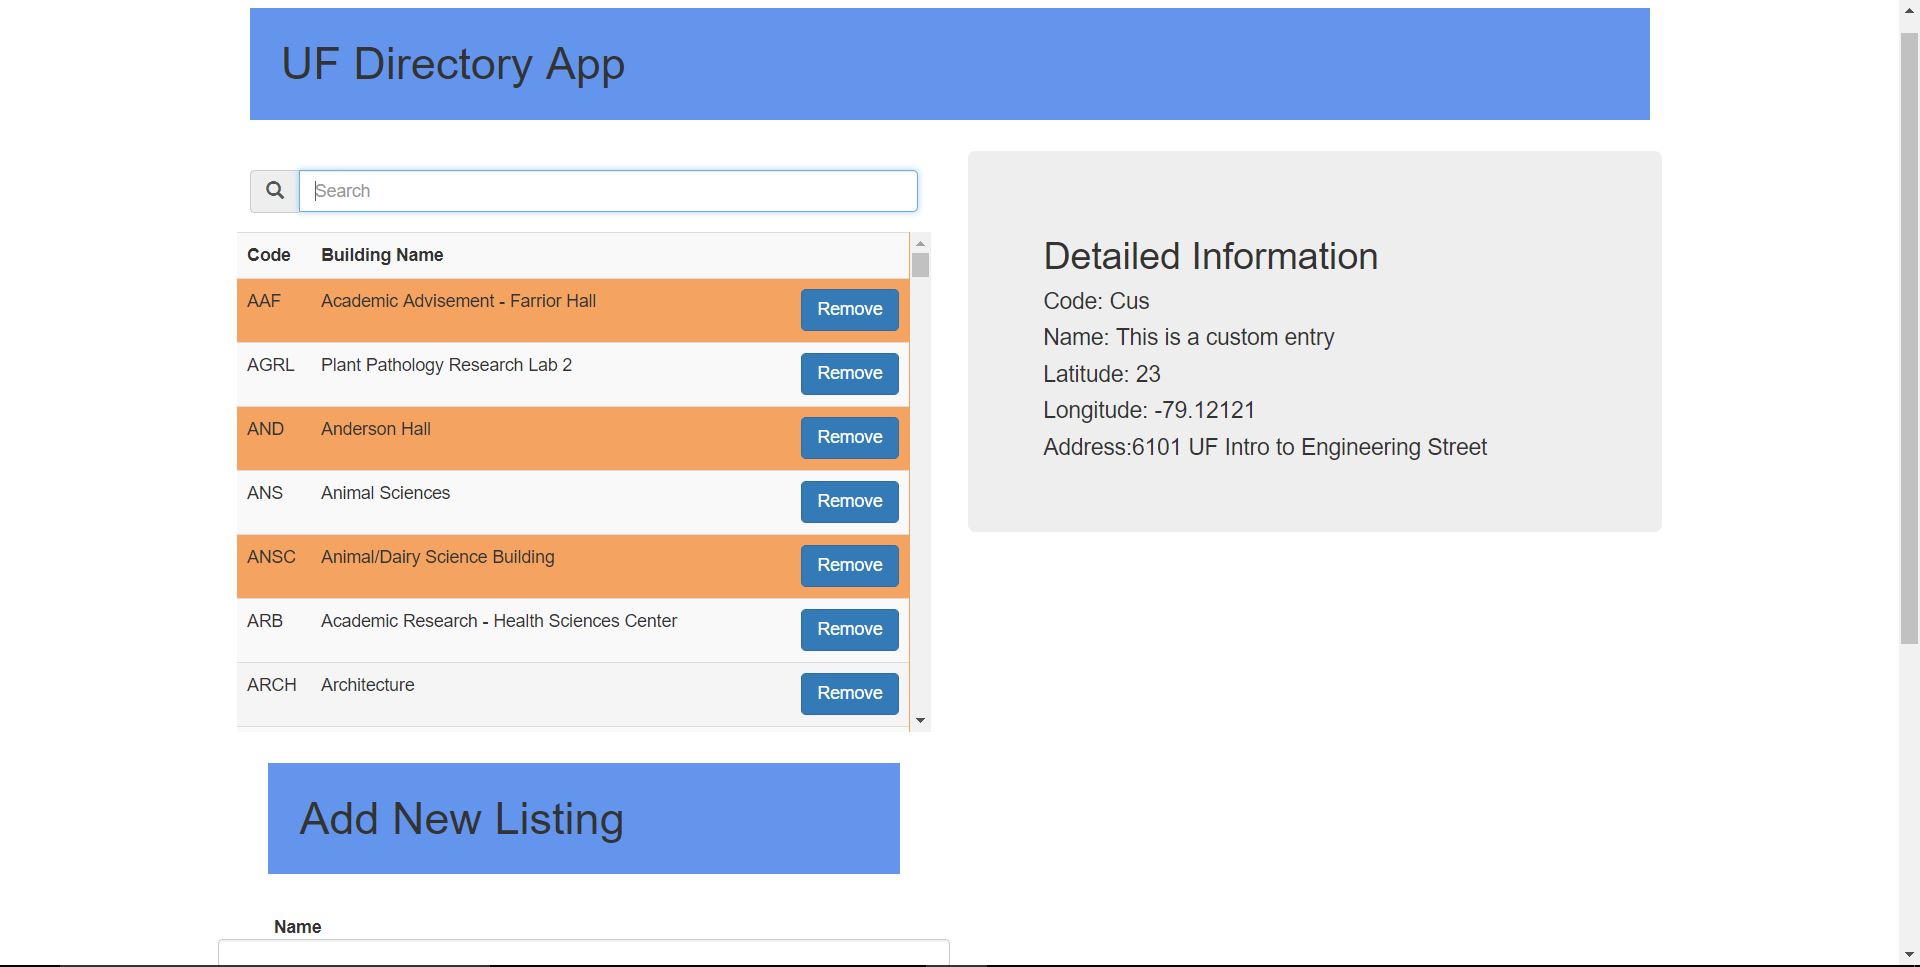 UF Directory App
Search
Code Building Name
AAF Academic Advisement - Farrior Hall Remove
AGRL Plant Pathology Research Lab 2 Remove
AND Anderson Hall Remove
ANS Animal Sciences Remove
ANSC Animal/Dairy Science Building Remove
ARB Academic Research - Health Sciences Center Remove
ARCH Architecture Remove
Detailed Information
Code: Cus
Name: This is a custom entry
Latitude: 23
Longitude: -79.12121
Address:6101 UF Intro to Engineering Street
Add New Listing
Name